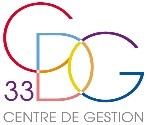 CDG
33
CENTRE DE GESTION